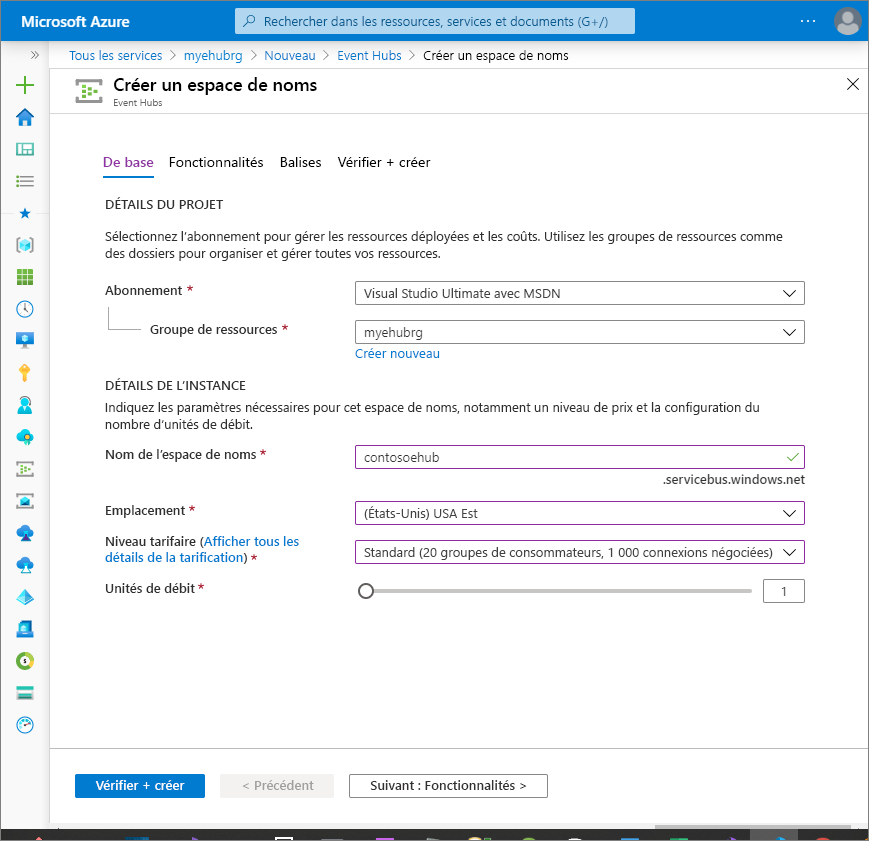 Microsoft Azure
Rechercher dans les ressources, services et documents (G+/)
Tous les services > myehubrg > Nouveau > Event Hubs > Créer un espace de noms
Créer un espace de noms
Event Hubs
De base Fonctionnalités Balises Vérifier + créer
DÉTAILS DU PROJET
Sélectionnez l'abonnement pour gérer les ressources déployées et les coûts. Utilisez les groupes de ressources comme
des dossiers pour organiser et gérer toutes vos ressources.
Abonnement * Visual Studio Ultimate avec MSDN
Groupe de ressources * myehubrg
Créer nouveau
DÉTAILS DE L'INSTANCE
Indiquez les paramètres nécessaires pour cet espace de noms, notamment un niveau de prix et la configuration du
nombre d'unités de débit.
Nom de l'espace de noms * contosoehub
.servicebus.windows.net
Emplacement * (États-Unis) USA Est
Niveau tarifaire (Afficher tous les
détails de la tarification) * Standard (20 groupes de consommateurs, 1 000 connexions négociées)
Unités de débit * 1
Vérifier + créer < Précédent Suivant : Fonctionnalités >